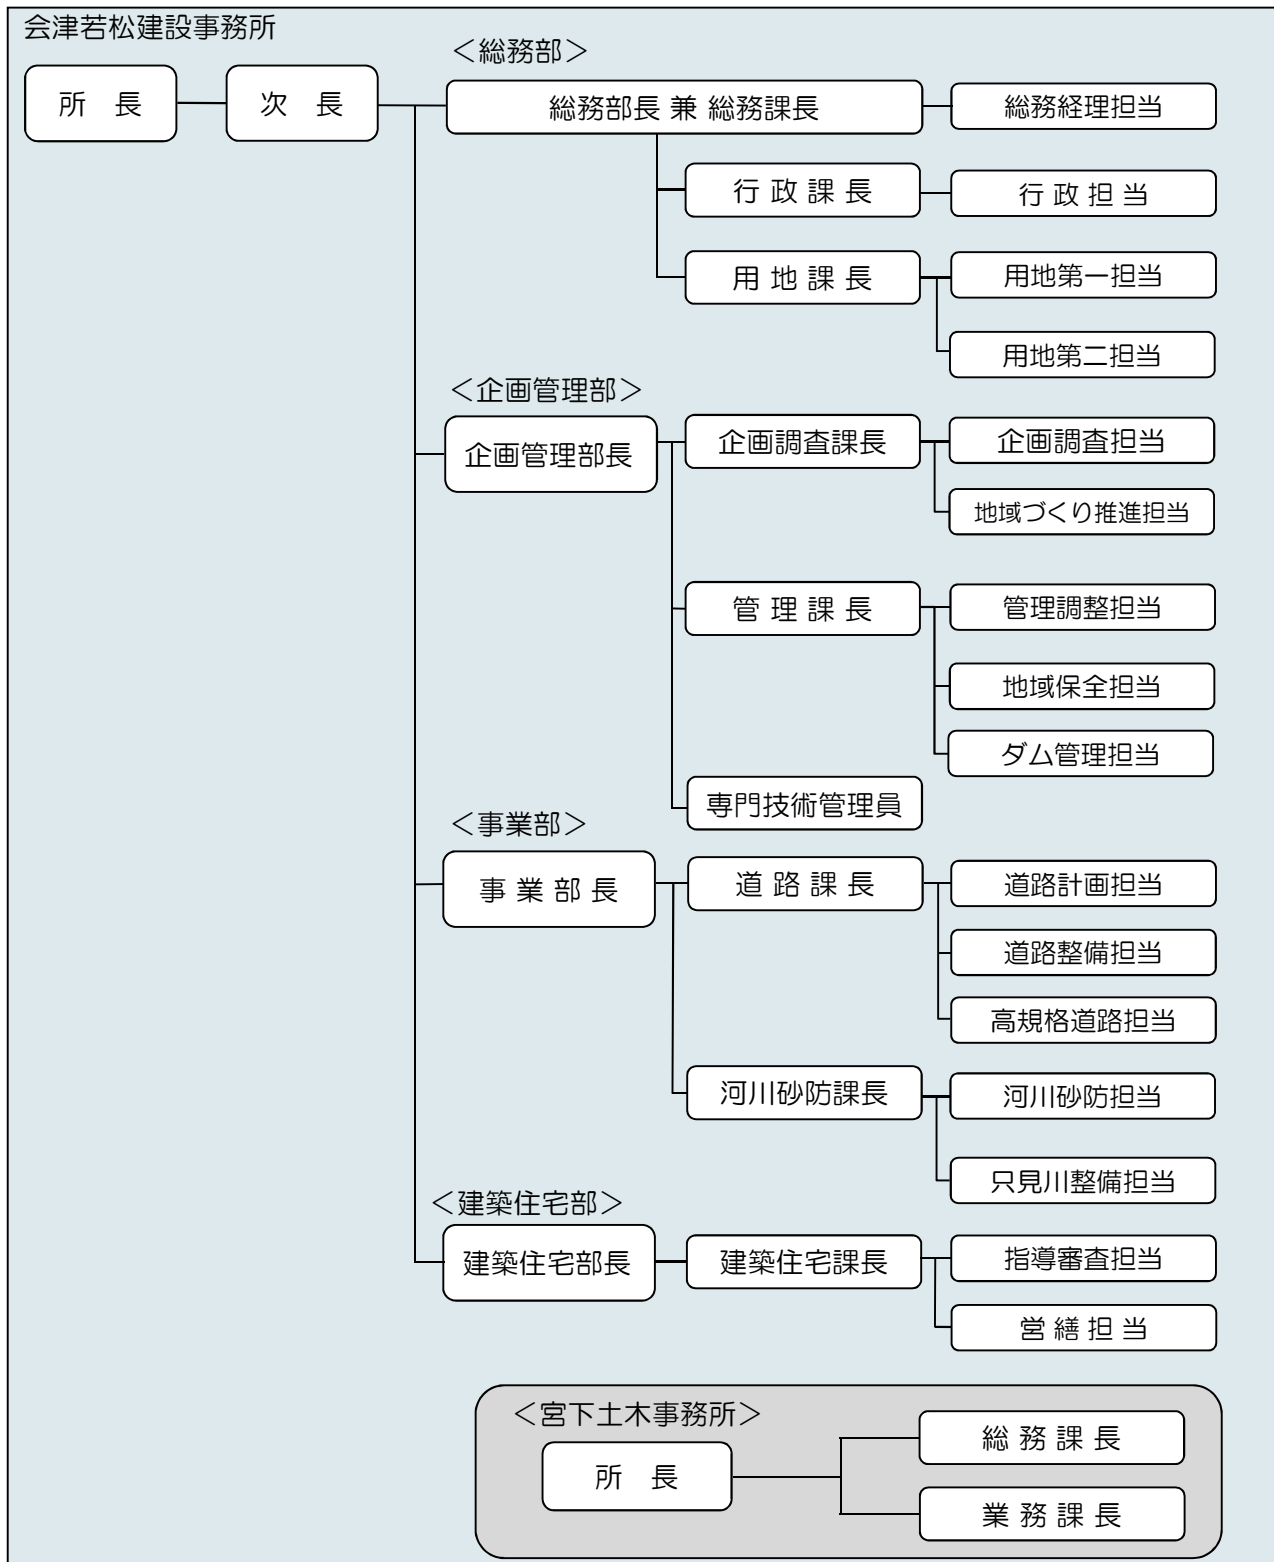 会津若松建設事務所
＜総務部＞
所　長
次　長
総務部長 兼 総務課長
総務経理担当
行 政 課 長
行 政 担 当
用 地 課 長
用地第一担当
用地第二担当
＜企画管理部＞
企画管理部長
企画調査課長
企画調査担当
地域づくり推進担当
管 理 課 長
管理調整担当
地域保全担当
ダム管理担当
専門技術管理員
＜事業部＞
事 業 部 長
道 路 課 長
道路計画担当
道路整備担当
高規格道路担当
河川砂防課長
河川砂防担当
只見川整備担当
＜建築住宅部＞
建築住宅部長
建築住宅課長
指導審査担当
営 繕 担 当
＜宮下土木事務所＞
所　長
総 務 課 長
業 務 課 長